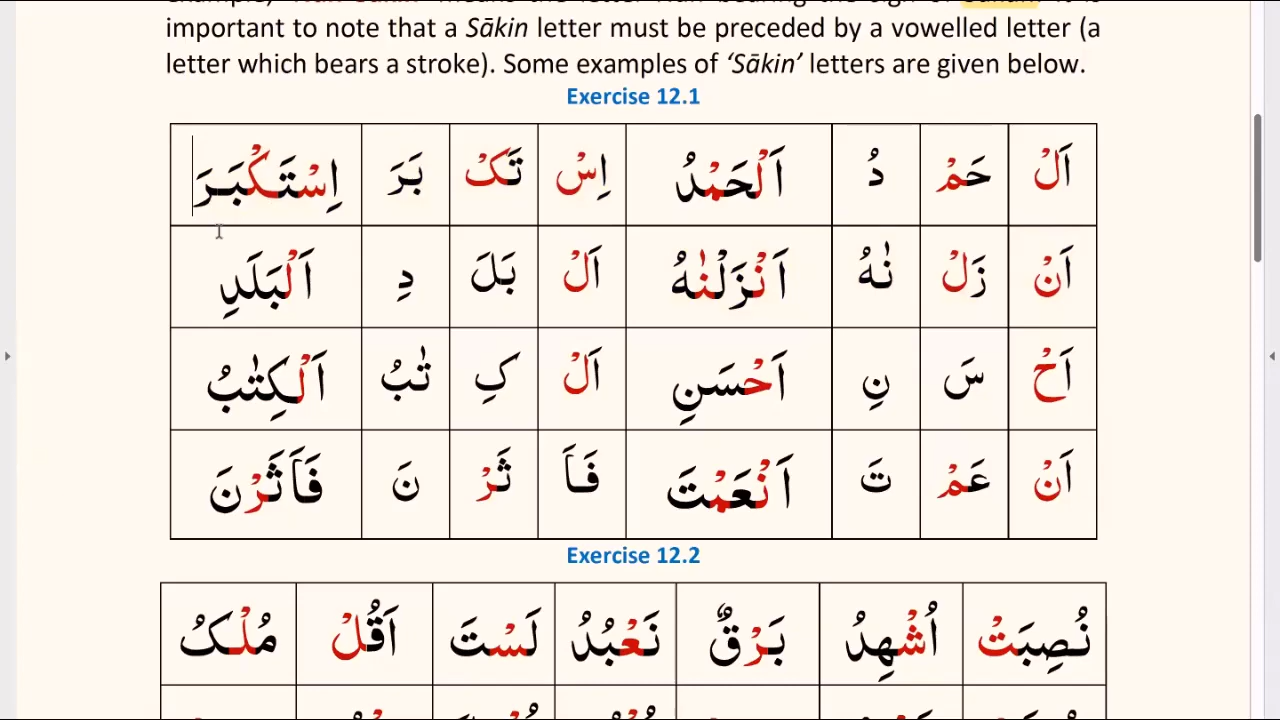 important to note that a Sākin letter must be preceded by a vowelled letter (a
letter which bears a stroke). Some examples of ‘Sākin’ letters are given below.
Exercise 12.1
اَلْ حَمْ دُ اَلْحَمْدُ اِسْ تَكْ بَرَ اِسْتَكْبَرَ
اَنْ زَلْ نٰهُ اَنْزَلْنٰهُ اَلْ بَلَ دِ اَلْبَلَدِ
اَحْ سَ نِ اَحْسَنِ اَلْ كِ تٰبُ اَلْكِتٰبُ
اَنْ عَمْ تَ اَنْعَمْتَ فَاَ ثَرْ نَ فَاَثَرْنَ
Exercise 12.2
نُصِبَتْ اُشْهِدُ بَرْقٌ نَعْبُدُ لَسْتَ اَقُلْ مُلْكُ